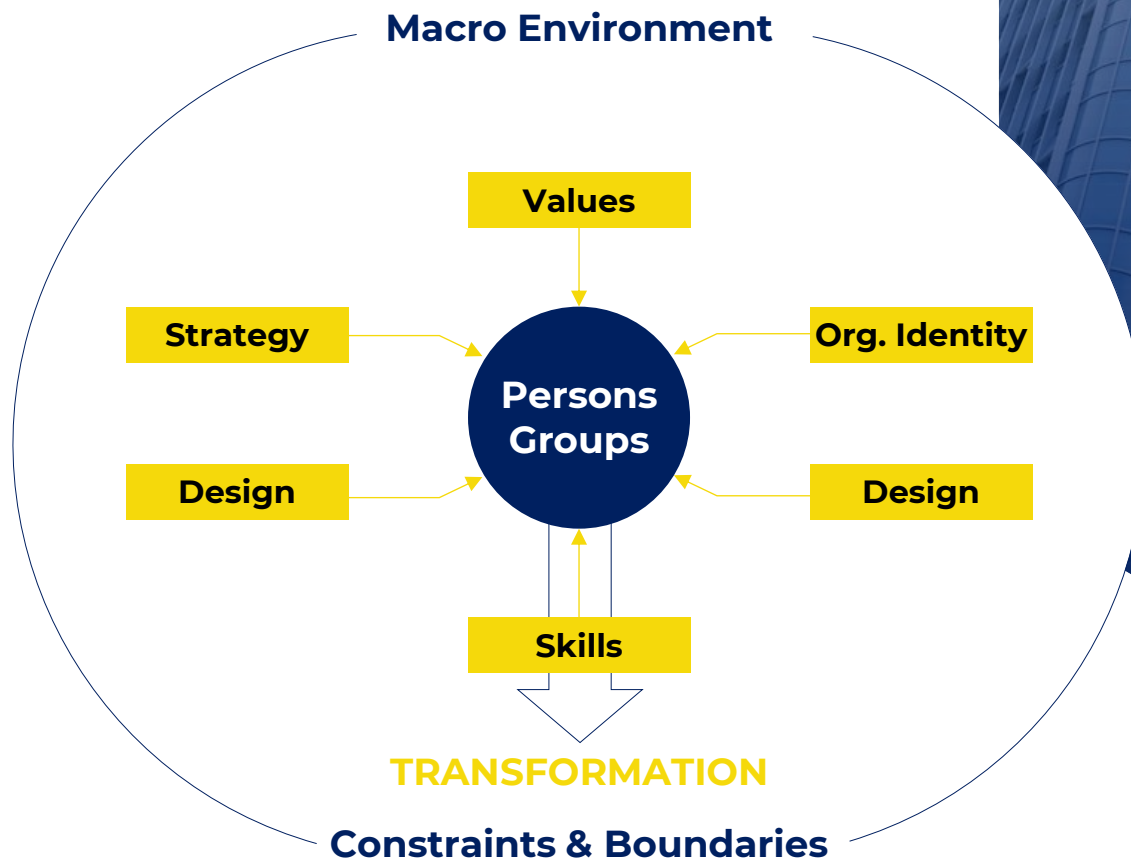 Macro Environment
Values
Strategy
Org. Identity
Persons
Groups
Design
Design
Skills
TRANSFORMATION
Constraints & Boundaries